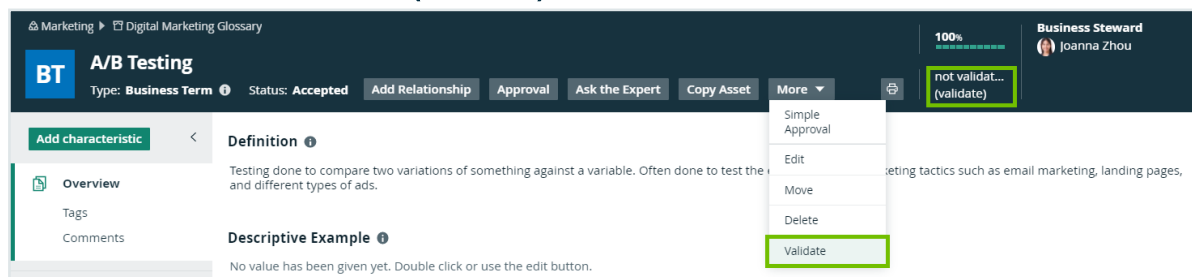 Marketing ▶ Digital Marketing Glossary
BT
A/B Testing
Type: Business Term Status: Accepted
Add Relationship
Approval
Ask the Expert
Copy Asset
More ▼
100%
not validat...
(validate)
Business Steward
Joanna Zhou
Simple
Approval
Edit
Move
Delete
Validate
Add characteristic <
Overview
Tags
Comments
Definition
Testing done to compare two variations of something against a variable. Often done to test the keting tactics such as email marketing, landing pages,
and different types of ads.
Descriptive Example
No value has been given yet. Double click or use the edit button.